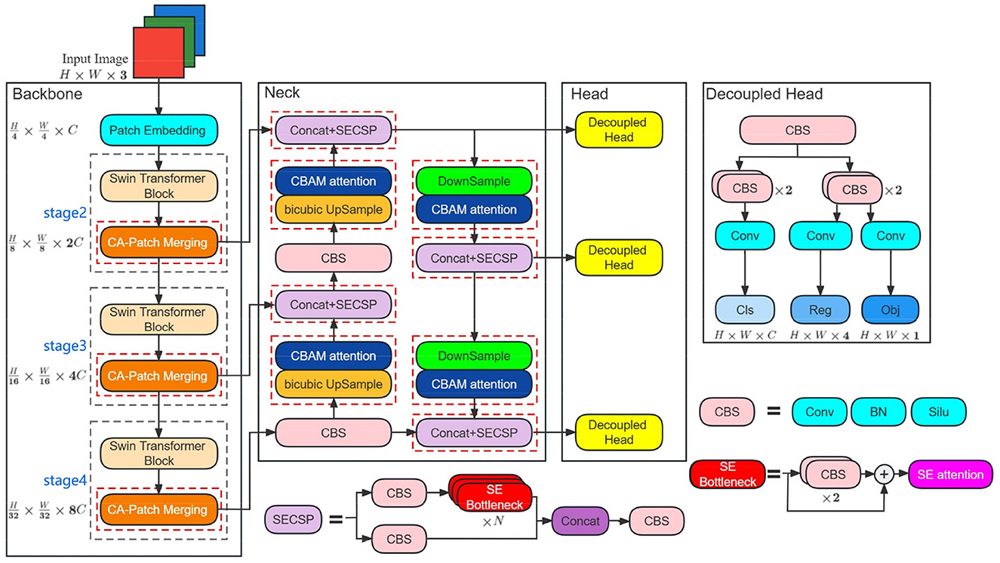 Input Image
H × W × 3
Backbone
H/4 × W/4 × C
Patch Embedding
Swin Transformer
Block
stage2
H/8 × W/8 × 2C
CA-Patch Merging
Swin Transformer
Block
stage3
H/16 × W/16 × 4C
CA-Patch Merging
Swin Transformer
Block
stage4
H/32 × W/32 × 8C
CA-Patch Merging
Neck
Concat+SECSP
CBAM attention
bicubic UpSample
CBS
Concat+SECSP
CBAM attention
bicubic UpSample
CBS
DownSample
CBAM attention
Concat+SECSP
DownSample
CBAM attention
Concat+SECSP
Head
Decoupled
Head
Decoupled
Head
Decoupled
Head
Decoupled Head
CBS
CBS ×2
CBS ×2
Conv
Conv
Conv
Cls
Reg
Obj
H × W × C
H × W × 4
H × W × 1
CBS = Conv BN Silu
SE
Bottleneck
=
CBS
×2
+
SE attention
SECSP =
CBS
SE
Bottleneck
×N
CBS
Concat
CBS